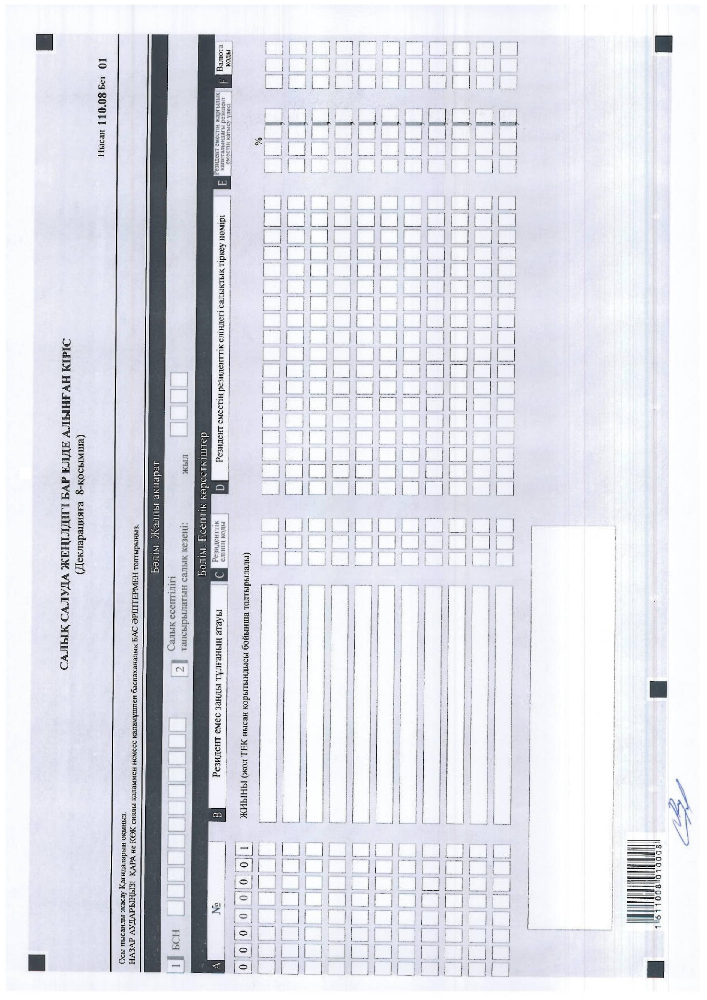 Нысан 110.08 Бет 01
САЛЫҚ САЛУДА ЖЕҢІЛДІГІ БАР ЕЛДЕ АЛЫНҒАН КІРІС
(Декларацияға 8-қосымша)
Осы нысанды жасау Қағидаларын оқыңыз.
НАЗАР АУДАРЫҢЫЗ! ҚАРА не КӨК сиялы қаламмен немесе қаламұшпен баспаханалық БАС ӘРІПТЕРМЕН толтырыңыз.
Бөлім. Жалпы ақпарат
1 БСН
2 Салық есептілігі
тапсырылатын салық кезеңі: жыл
Бөлім. Есептік көрсеткіштер
A №
B Резидент емес заңды тұлғаның атауы
C Резиденттік
елінің коды
D Резидент еместің резиденттік еліндегі салықтық тіркеу нөмірі
E Резидент еместің жарғылық
капиталындағы резидент
еместің қатысу үлесі
F Валюта
коды
0 0 0 0 0 0 0 1 ЖИЫНЫ (жол ТЕК нысан қорытындысы бойынша толтырылады)
%
1611008010008